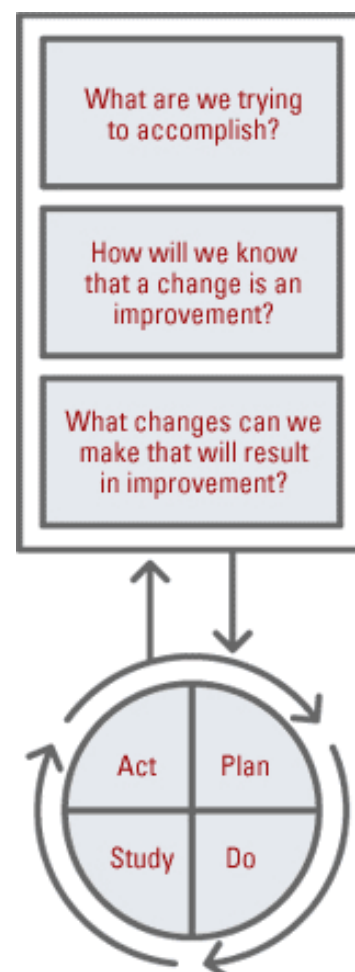 What are we trying
to accomplish?
How will we know
that a change is an
improvement?
What changes can we
make that will result
in improvement?
Act
Plan
Study
Do